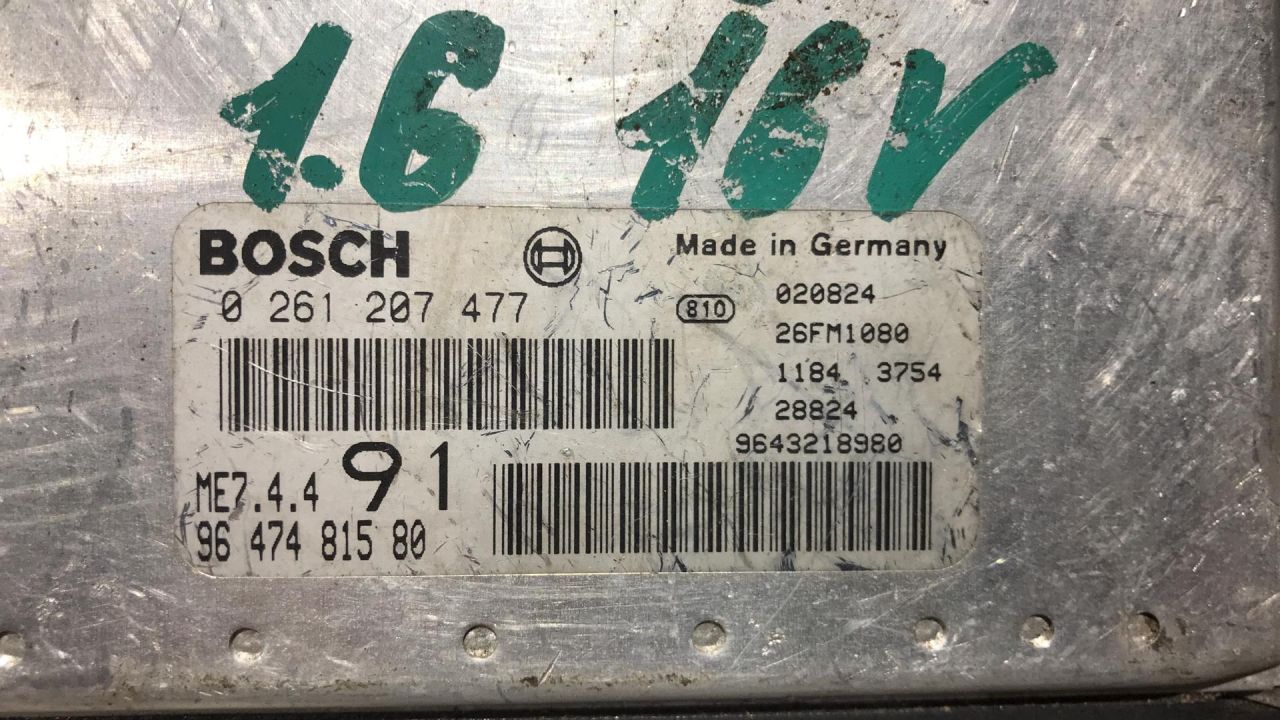 1.6 16V
BOSCH
Made in Germany
0 261 207 477
810
020824
26FM1080
1184 3754
28824
9643218980
ME7.4.4 91
96 474 815 80